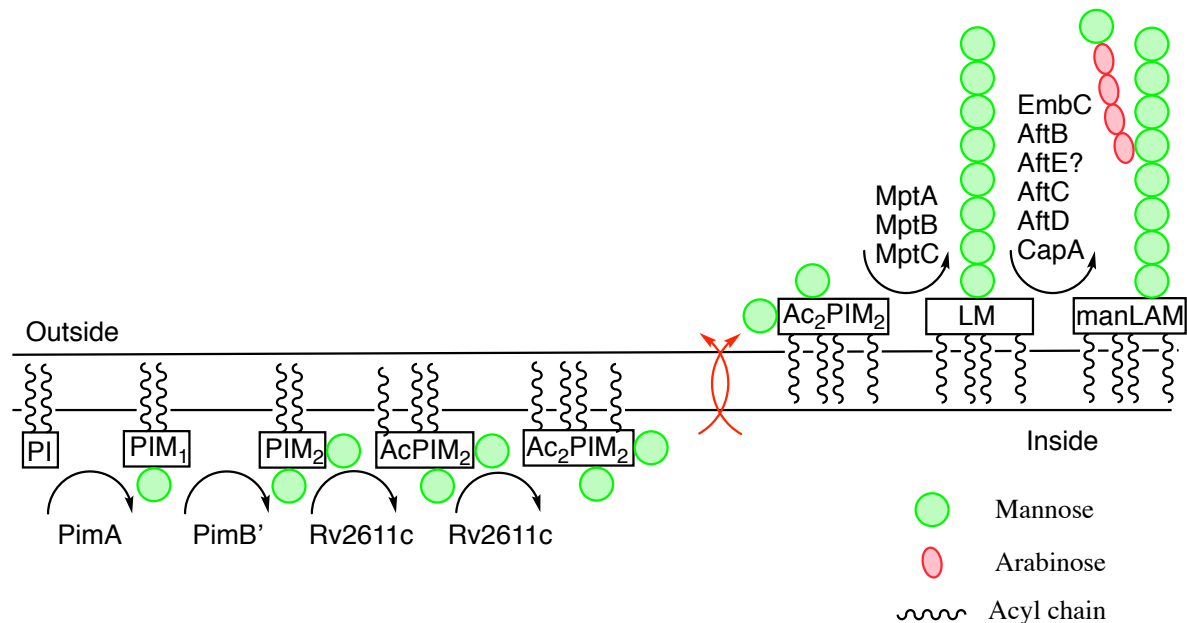 EmbC
AftB
AftE?
AftC
AftD
CapA
MptA
MptB
MptC
Ac₂PIM₂
LM
manLAM
Outside
Inside
PI
PIM₁
PIM₂
AcPIM₂
Ac₂PIM₂
PimA
PimB’
Rv2611c
Rv2611c
Mannose
Arabinose
Acyl chain